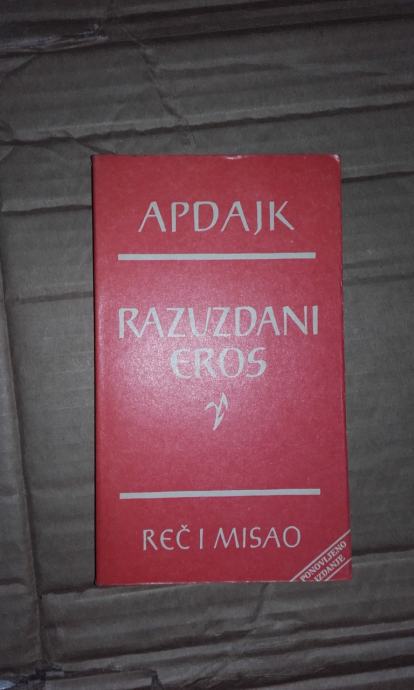 APDAJK
RAZUZDANI
EROS
REČ I MISAO
PONOVLJENO
IZDANJE